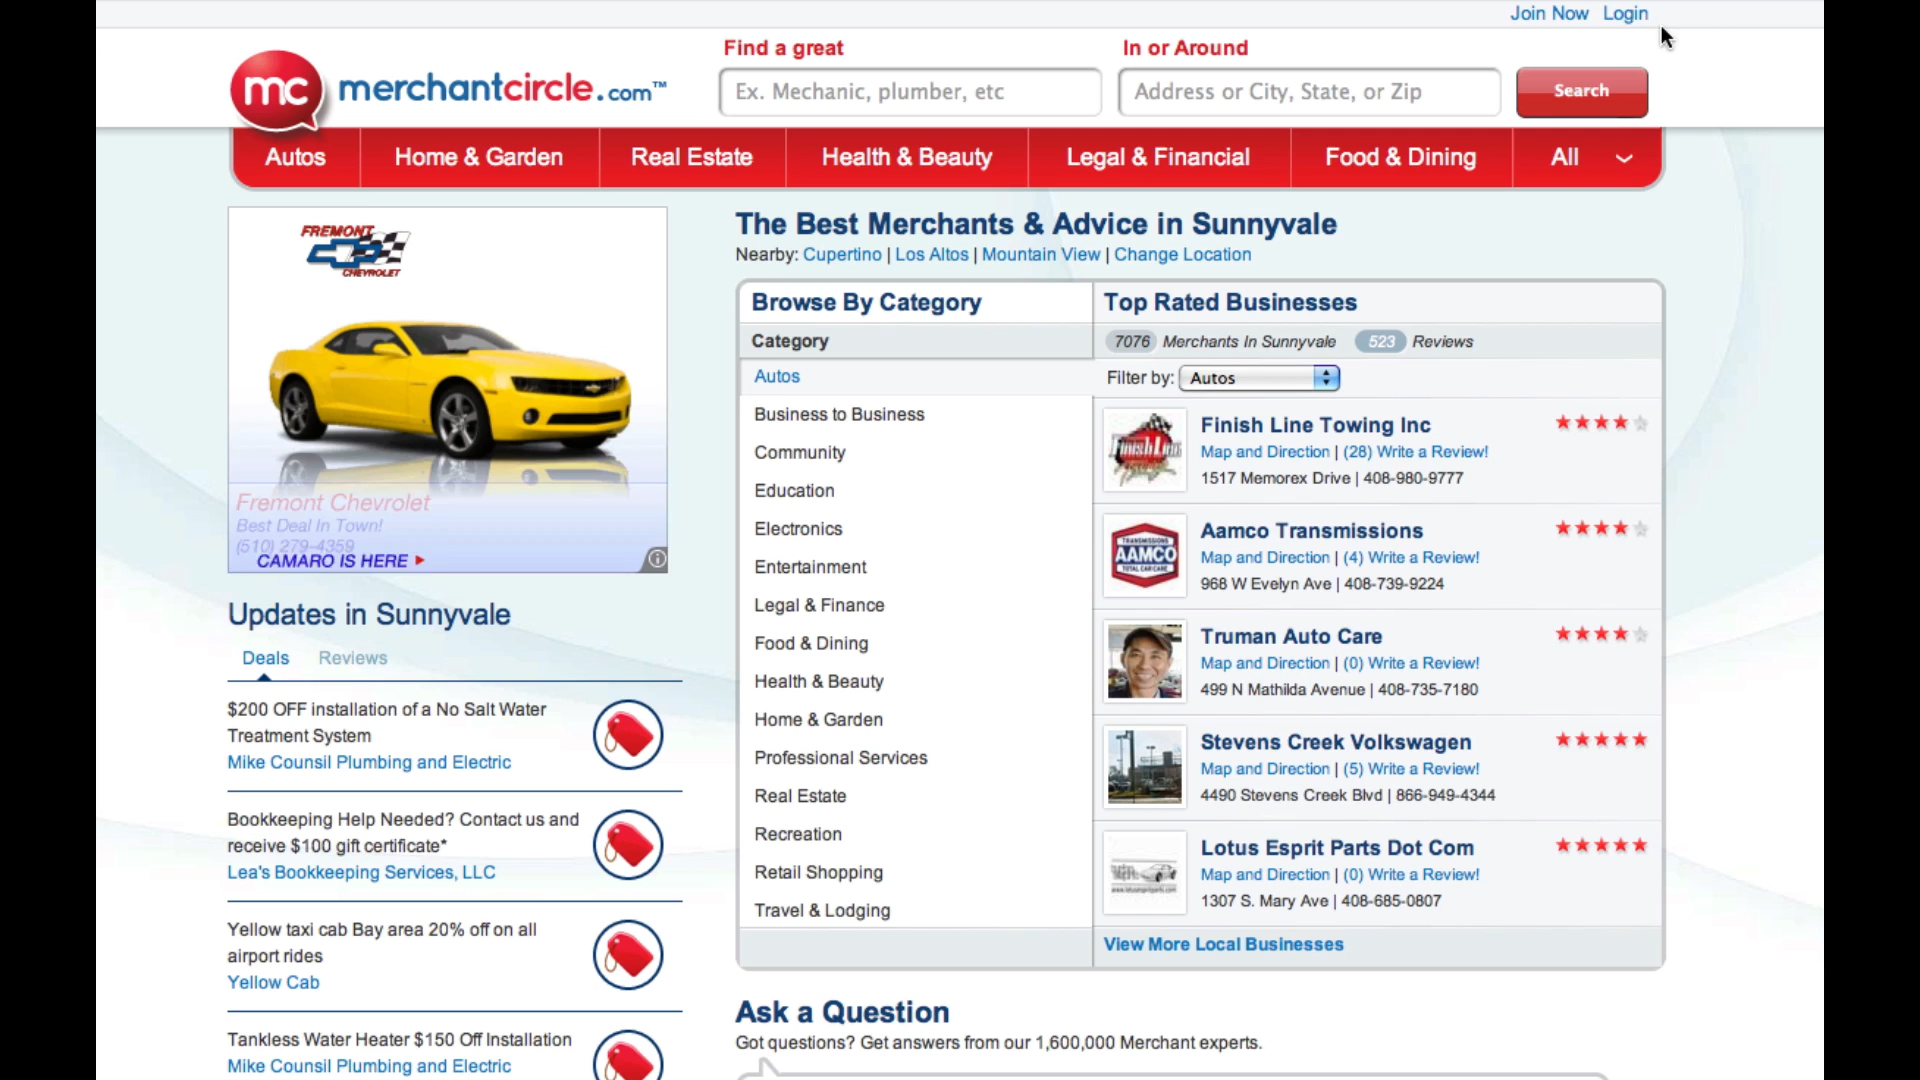 Join Now Login
mc merchantcircle.com™
Find a great
Ex. Mechanic, plumber, etc
In or Around
Address or City, State, or Zip
Search
Autos Home & Garden Real Estate Health & Beauty Legal & Financial Food & Dining All
FREMONT
CHEVROLET
Fremont Chevrolet
Best Deal In Town!
(510) 279-4359
CAMARO IS HERE
Updates in Sunnyvale
Deals Reviews
$200 OFF installation of a No Salt Water
Treatment System
Mike Counsil Plumbing and Electric
Bookkeeping Help Needed? Contact us and
receive $100 gift certificate*
Lea's Bookkeeping Services, LLC
Yellow taxi cab Bay area 20% off on all
airport rides
Yellow Cab
Tankless Water Heater $150 Off Installation
Mike Counsil Plumbing and Electric
The Best Merchants & Advice in Sunnyvale
Nearby: Cupertino | Los Altos | Mountain View | Change Location
Browse By Category
Category
Autos
Business to Business
Community
Education
Electronics
Entertainment
Legal & Finance
Food & Dining
Health & Beauty
Home & Garden
Professional Services
Real Estate
Recreation
Retail Shopping
Travel & Lodging
Top Rated Businesses
7076 Merchants In Sunnyvale 523 Reviews
Filter by: Autos
Finish Line
Finish Line Towing Inc
Map and Direction | (28) Write a Review!
1517 Memorex Drive | 408-980-9777
TRANSMISSIONS
AAMCO
TOTAL CAR CARE
Aamco Transmissions
Map and Direction | (4) Write a Review!
968 W Evelyn Ave | 408-739-9224
Truman Auto Care
Map and Direction | (0) Write a Review!
499 N Mathilda Avenue | 408-735-7180
Stevens Creek Volkswagen
Map and Direction | (5) Write a Review!
4490 Stevens Creek Blvd | 866-949-4344
Lotus Esprit Parts Dot Com
Map and Direction | (0) Write a Review!
1307 S. Mary Ave | 408-685-0807
View More Local Businesses
Ask a Question
Got questions? Get answers from our 1,600,000 Merchant experts.